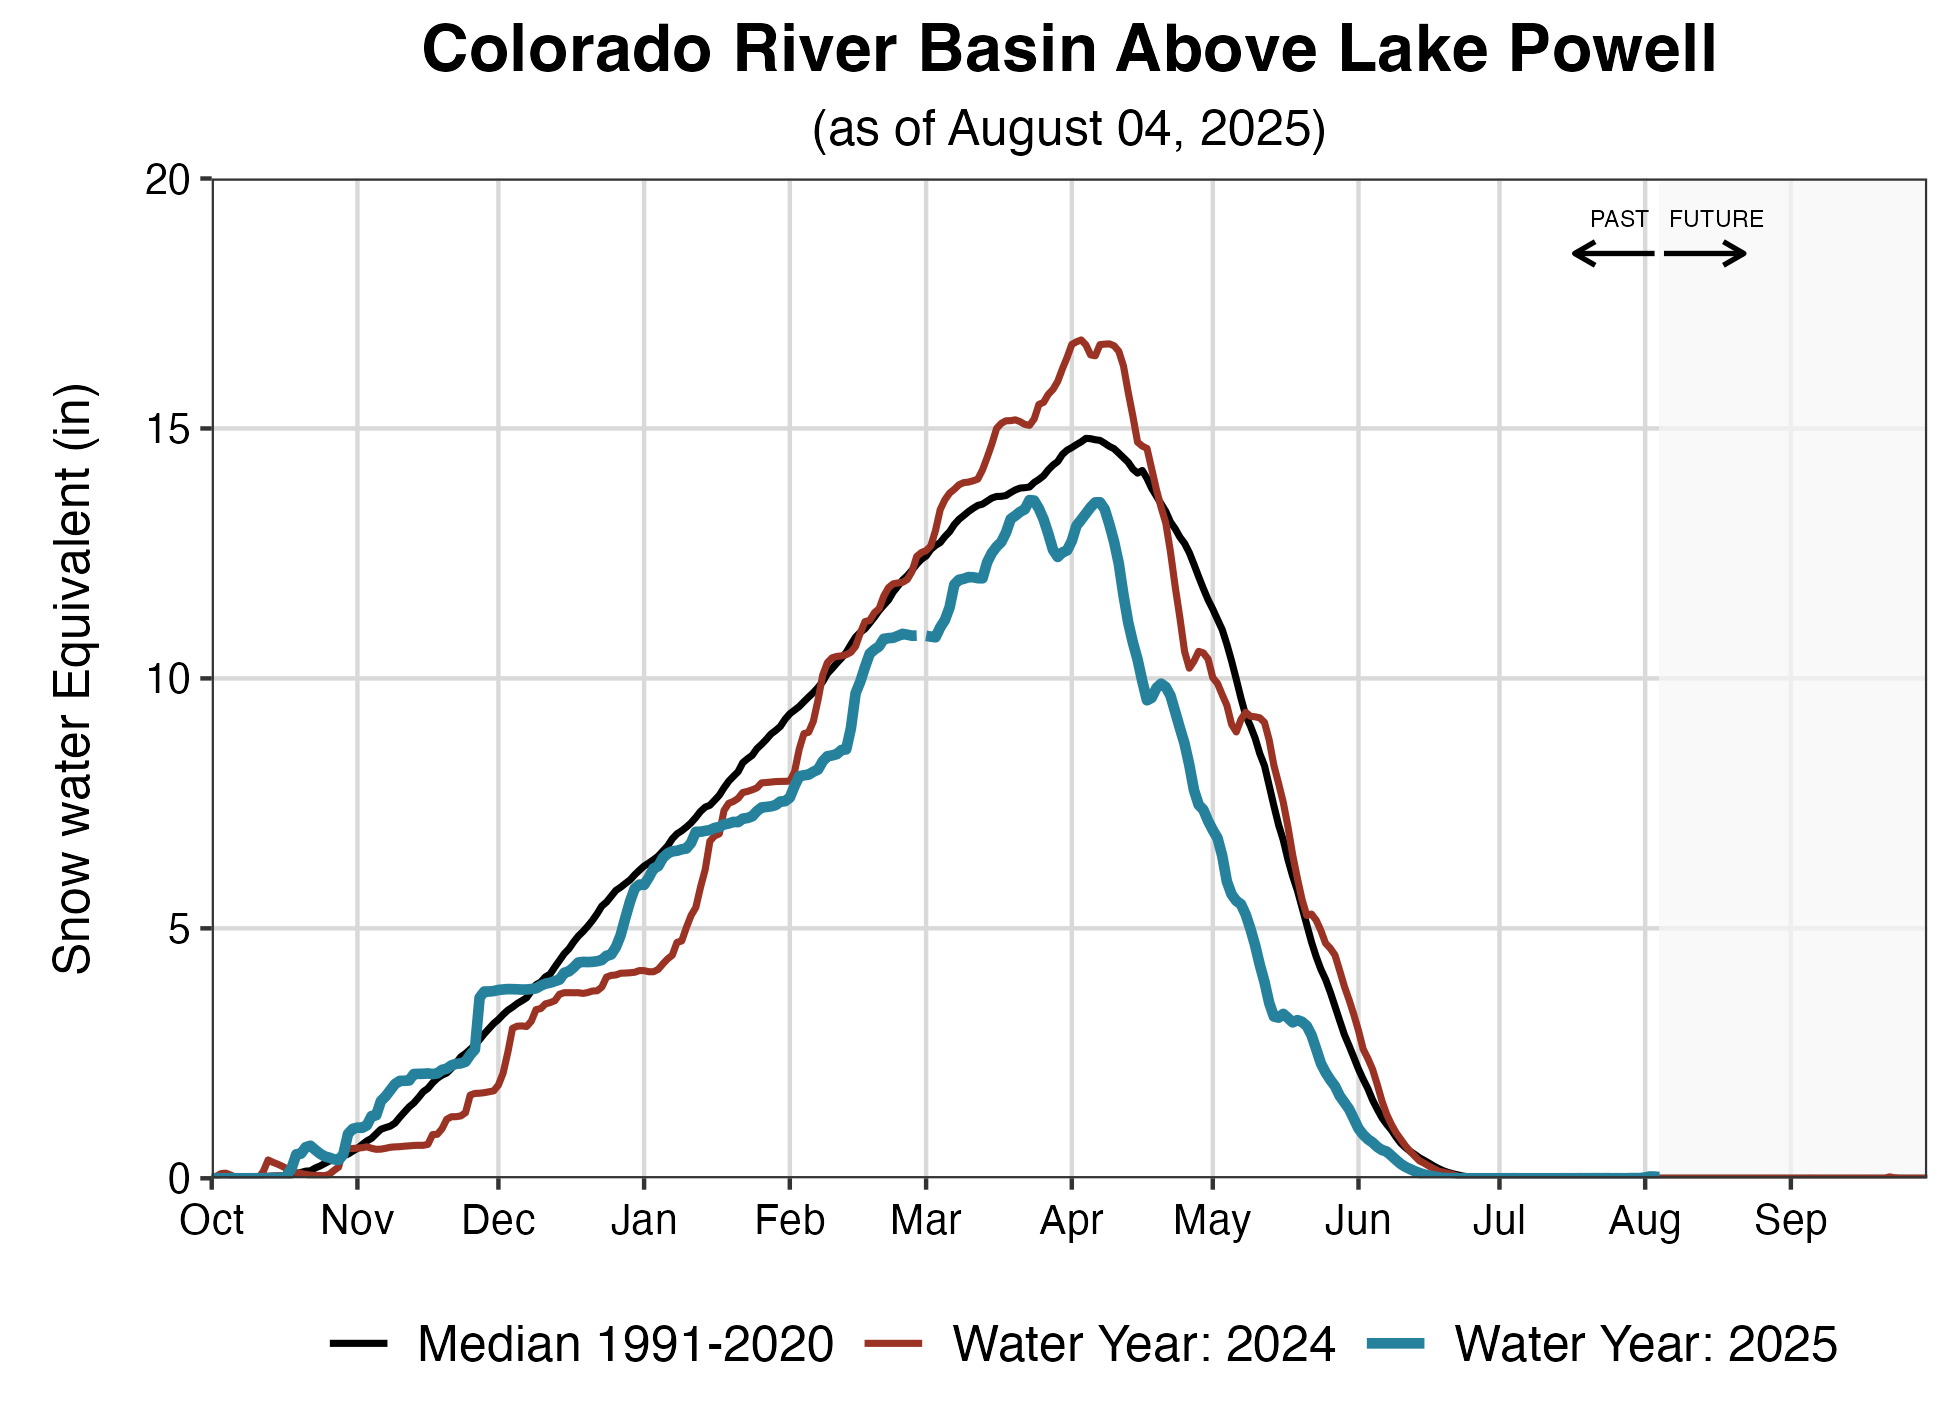 Colorado River Basin Above Lake Powell
(as of August 04, 2025)
20
15
10
5
0
Snow water Equivalent (in)
PAST FUTURE
Oct Nov Dec Jan Feb Mar Apr May Jun Jul Aug Sep
Median 1991-2020 Water Year: 2024 Water Year: 2025